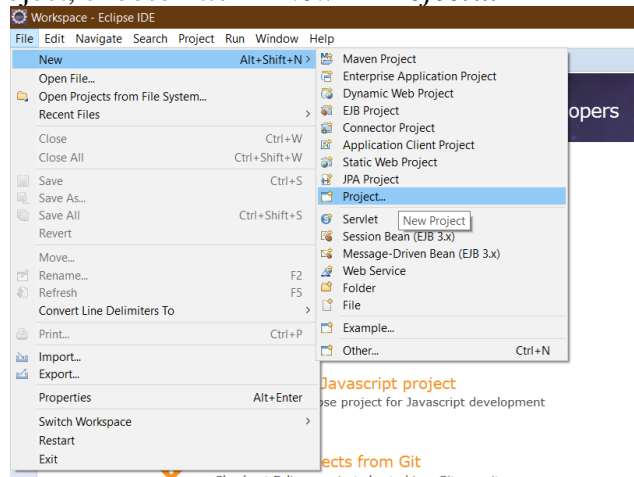 Workspace - Eclipse IDE
File Edit Navigate Search Project Run Window Help
New Alt+Shift+N >
Open File...
Open Projects from File System...
Recent Files >
Close Ctrl+W
Close All Ctrl+Shift+W
Save Ctrl+S
Save As...
Save All Ctrl+Shift+S
Revert
Move...
Rename... F2
Refresh F5
Convert Line Delimiters To >
Print... Ctrl+P
Import...
Export...
Properties Alt+Enter
Switch Workspace >
Restart
Exit
Maven Project
Enterprise Application Project
Dynamic Web Project
EJB Project
Connector Project
Application Client Project
Static Web Project
JPA Project
Project...
Servlet
New Project
Session Bean (EJB 3.x)
Message-Driven Bean (EJB 3.x)
Web Service
Folder
File
Example...
Other... Ctrl+N
opers
Javascript project
ose project for Javascript development
ects from Git